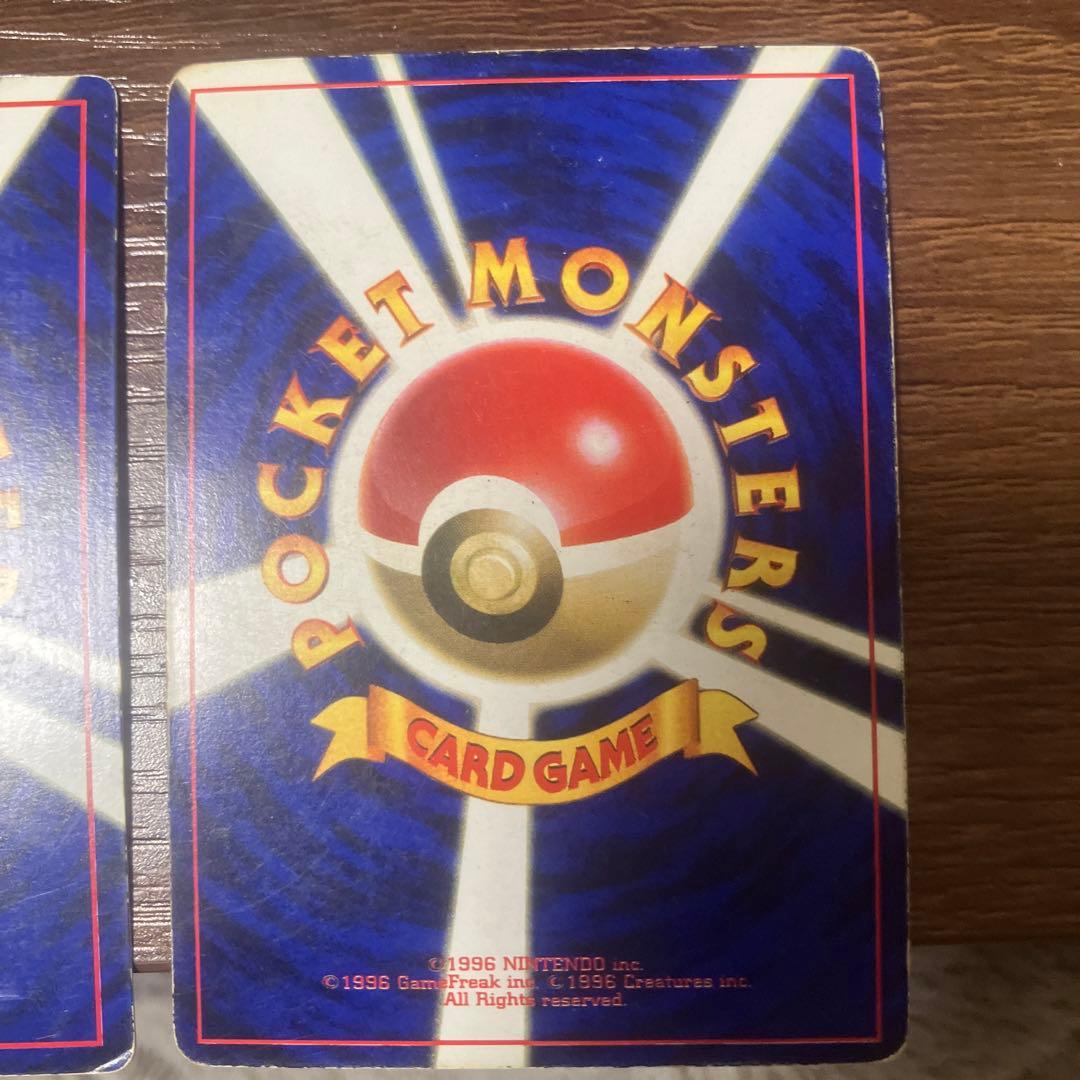 POCKET MONSTERS
CARD GAME
©1996 NINTENDO inc.
©1996 GameFreak inc. ©1996 Creatures inc.
All Rights reserved.